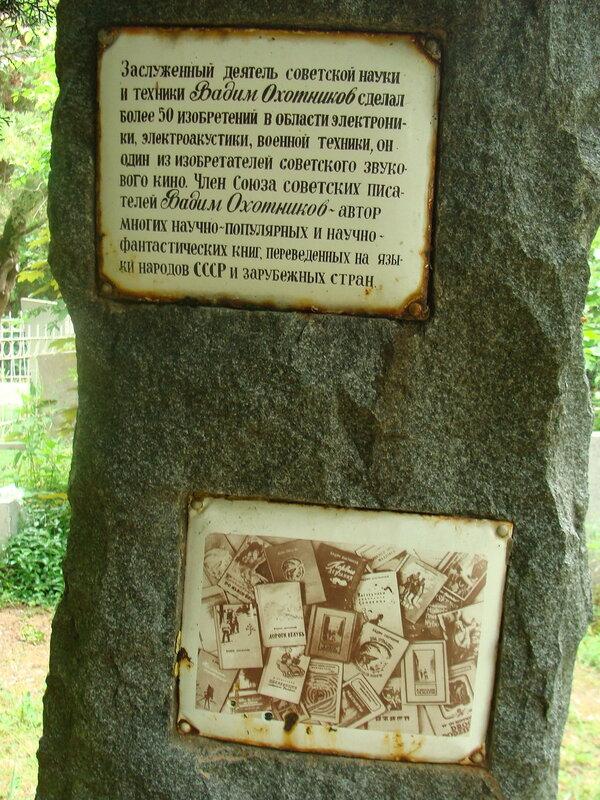 Заслуженный деятель советской науки
и техники Вадим Охотников сделал
более 50 изобретений в области электрони-
ки, электроакустики, военной техники, он
один из изобретателей советского звуко-
вого кино. Член Союза советских писа-
телей Вадим Охотников - автор
многих научно-популярных и научно-
фантастических книг, переведенных на язы-
ки народов СССР и зарубежных стран
ДОРОГИ ВГЛУБЬ